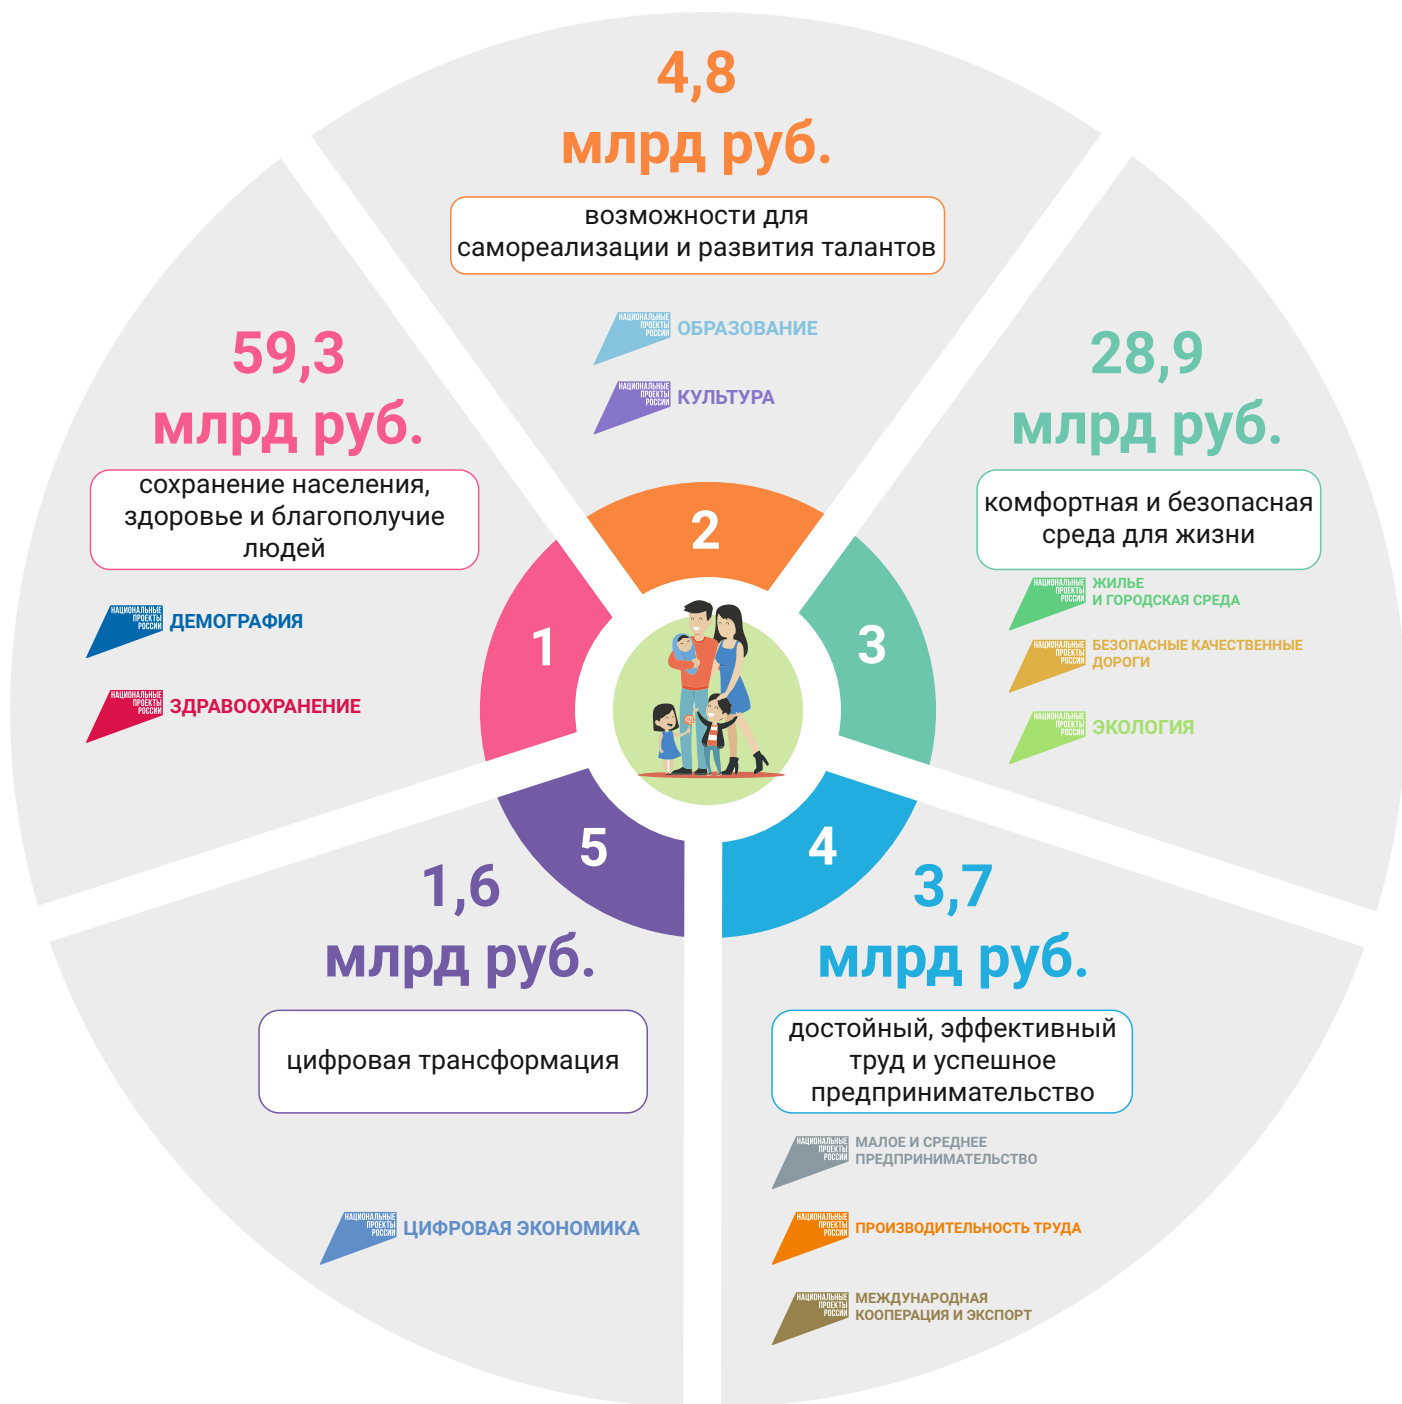 59,3
млрд руб.
сохранение населения,
здоровье и благополучие
людей
НАЦИОНАЛЬНЫЕ
ПРОЕКТЫ
РОССИИ
ДЕМОГРАФИЯ
НАЦИОНАЛЬНЫЕ
ПРОЕКТЫ
РОССИИ
ЗДРАВООХРАНЕНИЕ
1
4,8
млрд руб.
возможности для
самореализации и развития талантов
НАЦИОНАЛЬНЫЕ
ПРОЕКТЫ
РОССИИ
ОБРАЗОВАНИЕ
НАЦИОНАЛЬНЫЕ
ПРОЕКТЫ
РОССИИ
КУЛЬТУРА
2
28,9
млрд руб.
комфортная и безопасная
среда для жизни
НАЦИОНАЛЬНЫЕ
ПРОЕКТЫ
РОССИИ
ЖИЛЬЕ
И ГОРОДСКАЯ СРЕДА
НАЦИОНАЛЬНЫЕ
ПРОЕКТЫ
РОССИИ
БЕЗОПАСНЫЕ КАЧЕСТВЕННЫЕ
ДОРОГИ
НАЦИОНАЛЬНЫЕ
ПРОЕКТЫ
РОССИИ
ЭКОЛОГИЯ
3
4
3,7
млрд руб.
достойный, эффективный
труд и успешное
предпринимательство
НАЦИОНАЛЬНЫЕ
ПРОЕКТЫ
РОССИИ
МАЛОЕ И СРЕДНЕЕ
ПРЕДПРИНИМАТЕЛЬСТВО
НАЦИОНАЛЬНЫЕ
ПРОЕКТЫ
РОССИИ
ПРОИЗВОДИТЕЛЬНОСТЬ ТРУДА
НАЦИОНАЛЬНЫЕ
ПРОЕКТЫ
РОССИИ
МЕЖДУНАРОДНАЯ
КООПЕРАЦИЯ И ЭКСПОРТ
5
1,6
млрд руб.
цифровая трансформация
НАЦИОНАЛЬНЫЕ
ПРОЕКТЫ
РОССИИ
ЦИФРОВАЯ ЭКОНОМИКА